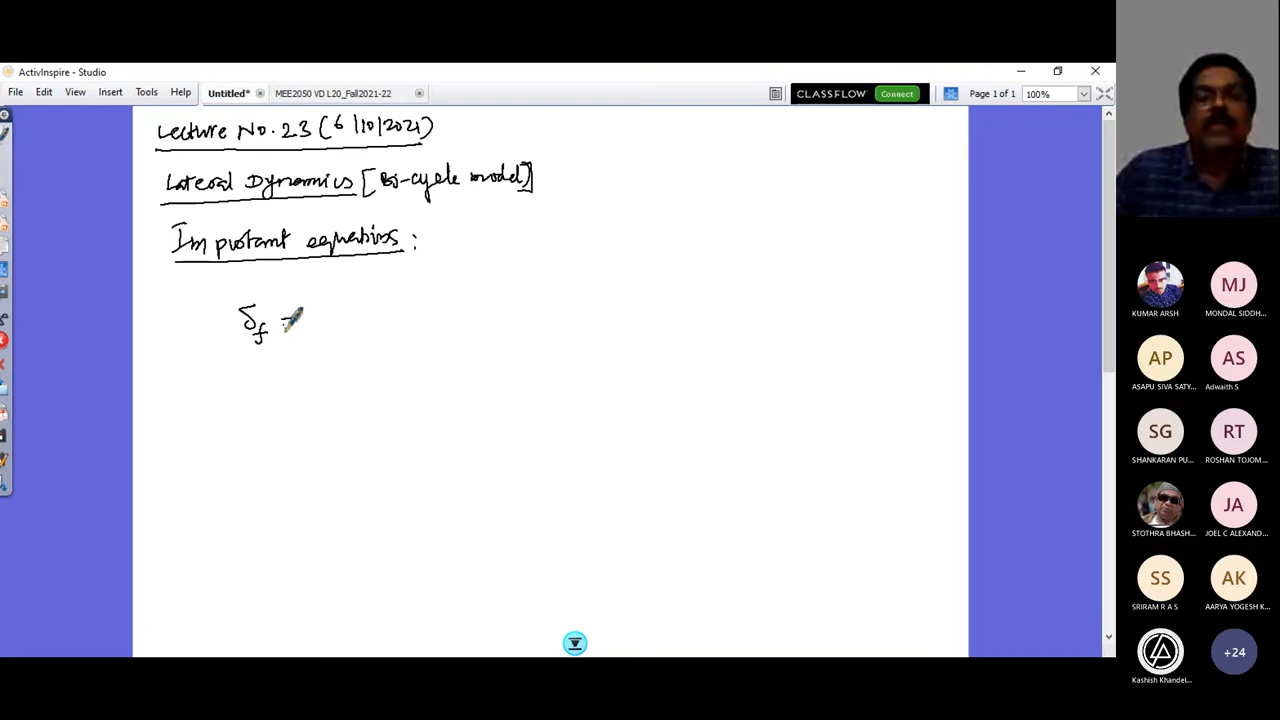 ActivInspire - Studio
File Edit View Insert Tools Help
Untitled* MEE2050 VD L20_Fall2021-22
CLASSFLOW Connect
Page 1 of 1 100%
Lecture No. 23 (6/10/2021)
Lateral Dynamics [Bi-cycle model]
Important equations:
δf =
KUMAR ARSH
MJ
MONDAL SIDDH...
AP
ASAPU SIVA SATY...
AS
Adwaith S
SG
SHANKARAN PU...
RT
ROSHAN TOJOM...
STOTHRA BHASH...
JA
JOEL C ALEXAND...
SS
SRIRAM R A S
AK
AARYA YOGESH K...
Kashish Khandel...
+24